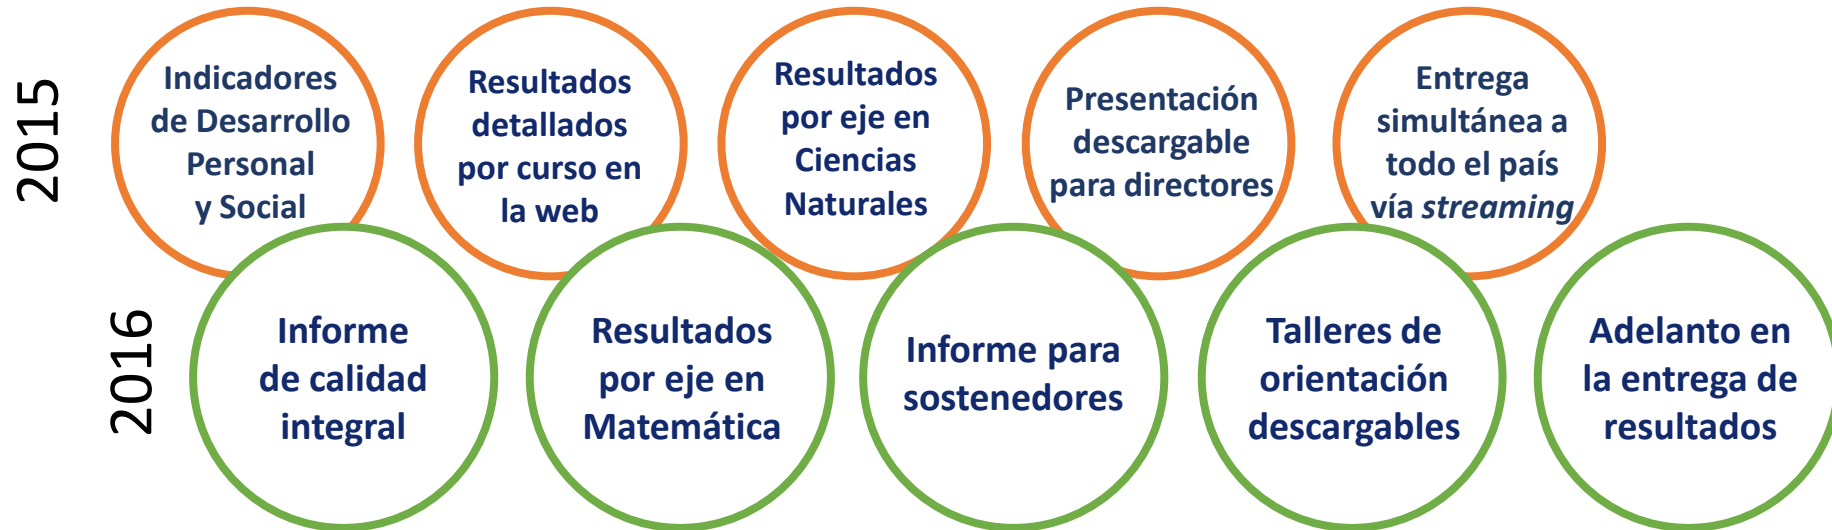 2015
Indicadores
de Desarrollo
Personal
y Social
Resultados
detallados
por curso en
la web
Resultados
por eje en
Ciencias
Naturales
Presentación
descargable
para directores
Entrega
simultánea a
todo el país
vía streaming
2016
Informe
de calidad
integral
Resultados
por eje en
Matemática
Informe para
sostenedores
Talleres de
orientación
descargables
Adelanto en
la entrega de
resultados